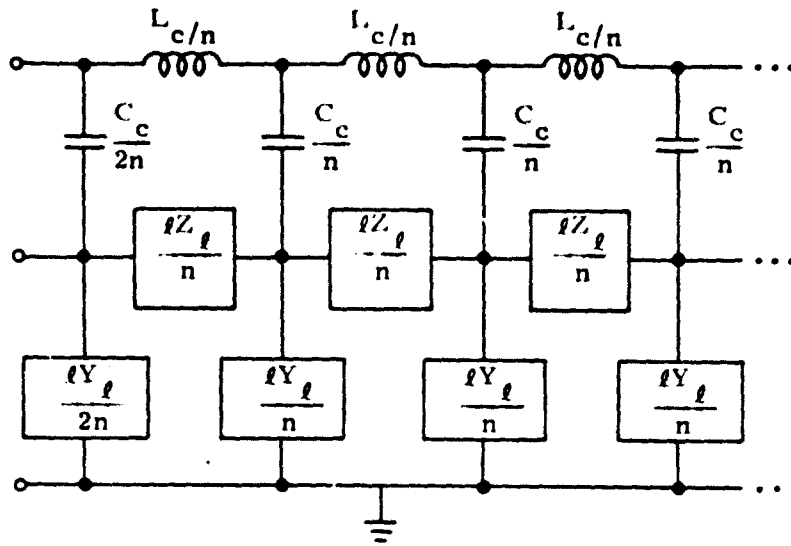 L_c/n L_c/n L_c/n
C_c/2n C_c/n C_c/n C_c/n
ℓZ_ℓ/n ℓZ_ℓ/n ℓZ_ℓ/n
ℓY_ℓ/2n ℓY_ℓ/n ℓY_ℓ/n ℓY_ℓ/n